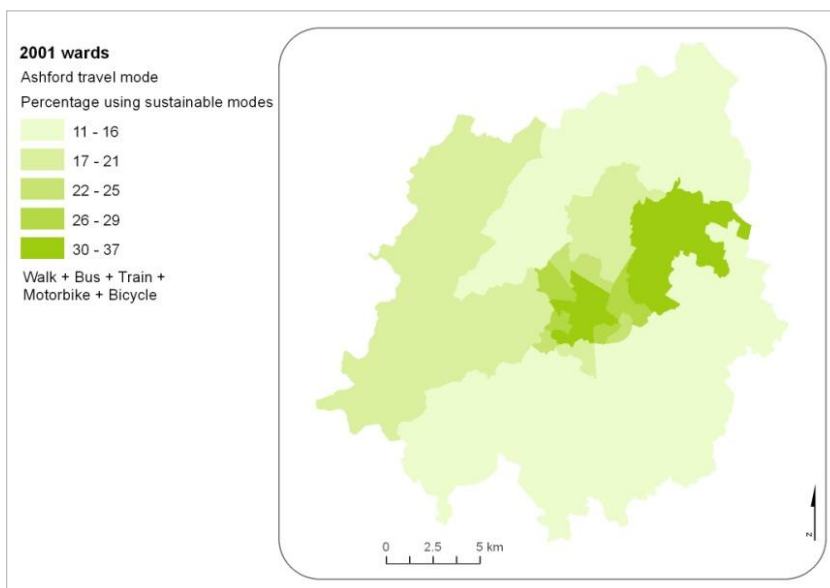 2001 wards
Ashford travel mode
Percentage using sustainable modes
11 - 16
17 - 21
22 - 25
26 - 29
30 - 37
Walk + Bus + Train +
Motorbike + Bicycle
0 2.5 5 km
z